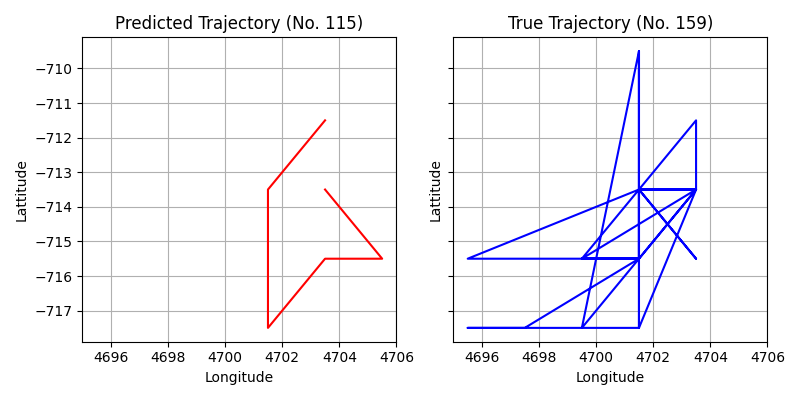 Predicted Trajectory (No. 115)
True Trajectory (No. 159)
−710
−711
−712
−713
−714
−715
−716
−717
Lattitude
Lattitude
4696 4698 4700 4702 4704 4706
4696 4698 4700 4702 4704 4706
Longitude
Longitude